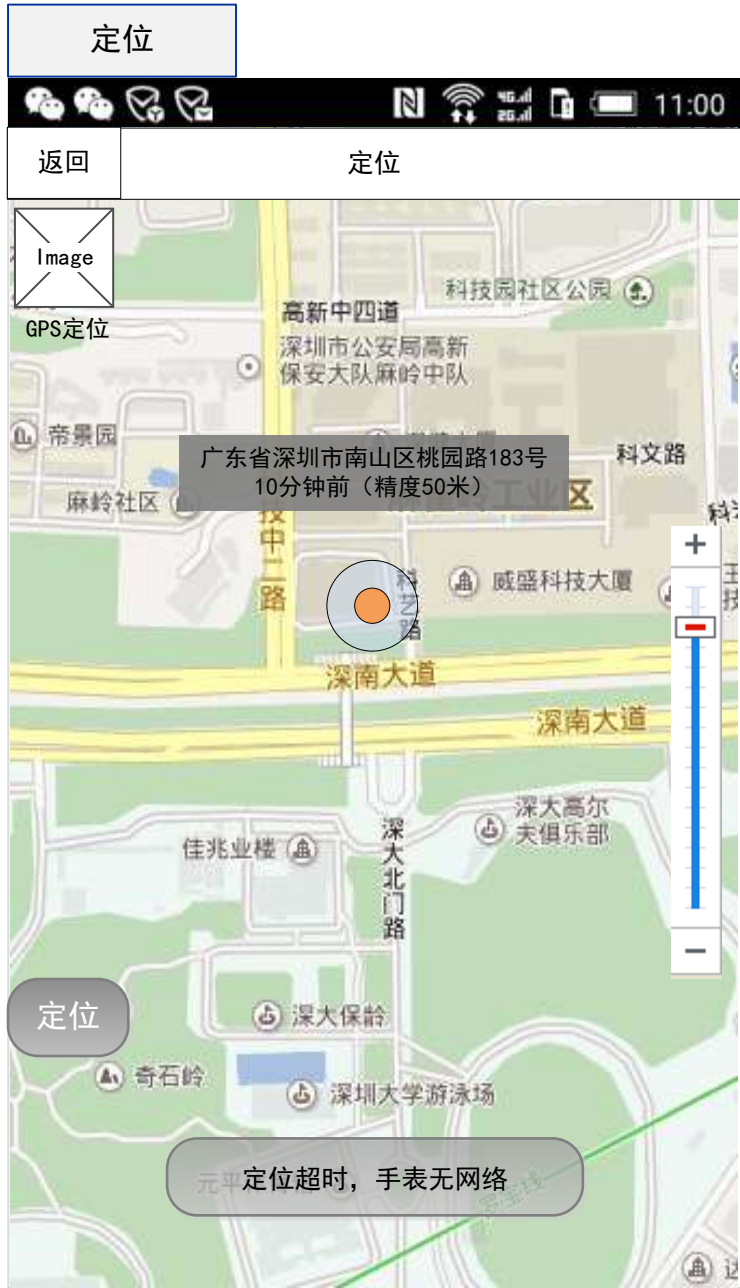 定位
4G
2G
11:00
返回
定位
Image
GPS定位
科技园社区公园
高新中四道
深圳市公安局高新
保安大队麻岭中队
帝景园
广东省深圳市南山区桃园路183号
10分钟前（精度50米）
科文路
麻岭社区
工业区
技中二路
科艺路
威盛科技大厦
深南大道
深南大道
深大高尔
夫俱乐部
佳兆业楼
深大北门路
定位
深大保龄
奇石岭
深圳大学游泳场
定位超时，手表无网络
罗宝线